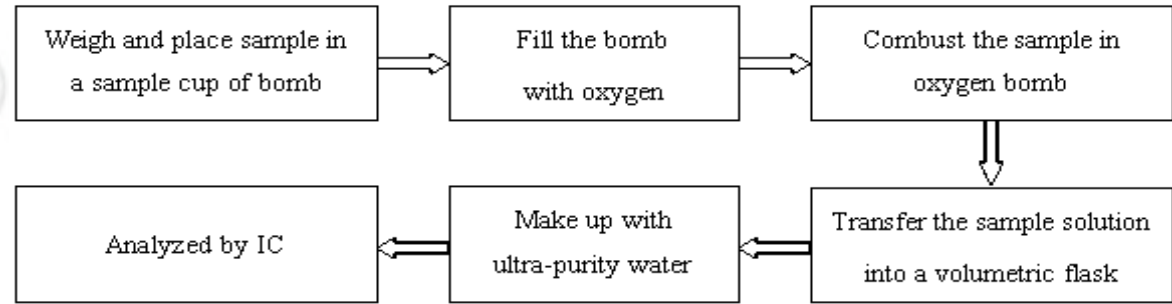 Weigh and place sample in
a sample cup of bomb
Fill the bomb
with oxygen
Combust the sample in
oxygen bomb
Transfer the sample solution
into a volumetric flask
Make up with
ultra-purity water
Analyzed by IC